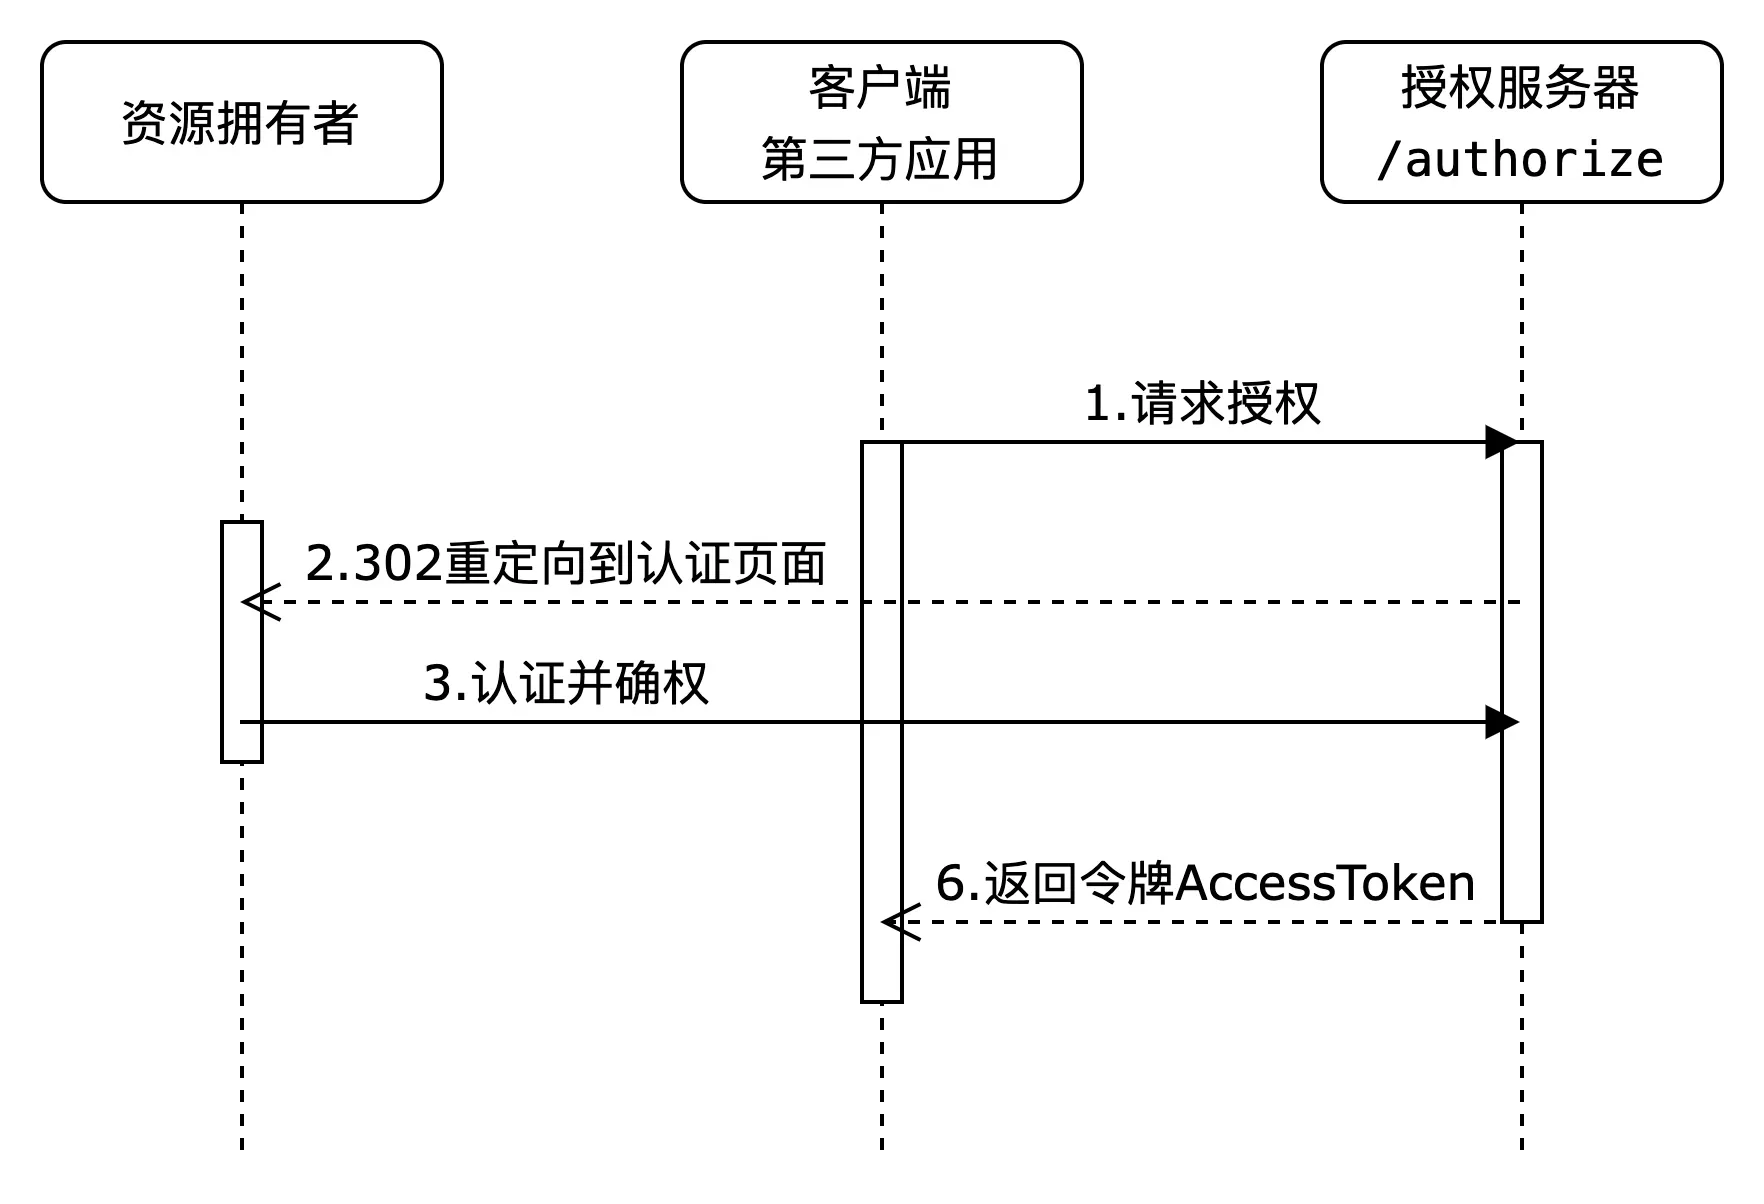 资源拥有者
客户端
第三方应用
授权服务器
/authorize
1.请求授权
2.302重定向到认证页面
3.认证并确权
6.返回令牌AccessToken